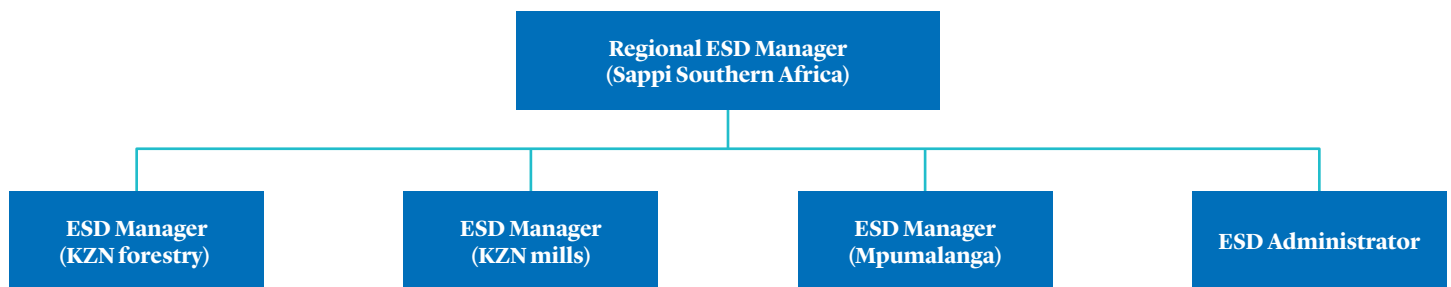 Regional ESD Manager
(Sappi Southern Africa)
ESD Manager
(KZN forestry)
ESD Manager
(KZN mills)
ESD Manager
(Mpumalanga)
ESD Administrator